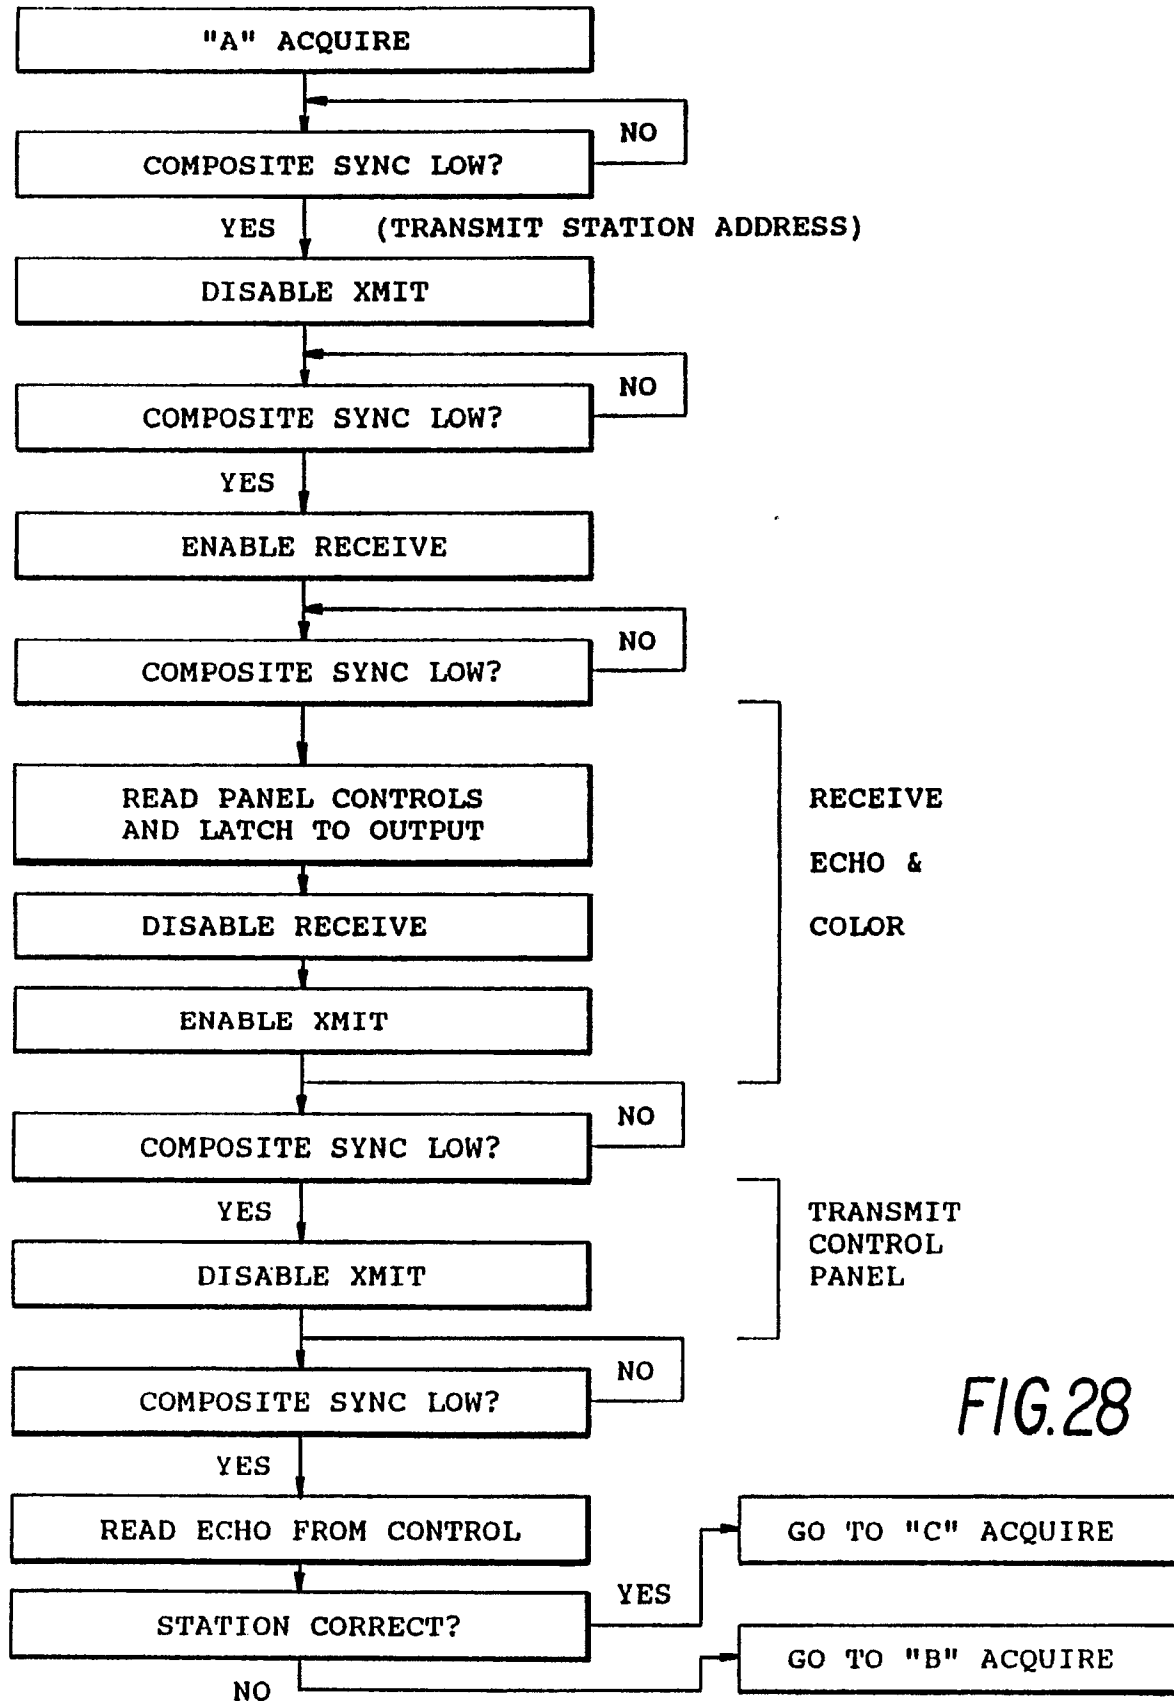 "A" ACQUIRE
NO
COMPOSITE SYNC LOW?
YES (TRANSMIT STATION ADDRESS)
DISABLE XMIT
NO
COMPOSITE SYNC LOW?
YES
ENABLE RECEIVE
NO
COMPOSITE SYNC LOW?
READ PANEL CONTROLS
AND LATCH TO OUTPUT
RECEIVE
ECHO &
COLOR
DISABLE RECEIVE
ENABLE XMIT
NO
COMPOSITE SYNC LOW?
YES
TRANSMIT
CONTROL
PANEL
DISABLE XMIT
NO
COMPOSITE SYNC LOW?
FIG.28
YES
READ ECHO FROM CONTROL
GO TO "C" ACQUIRE
YES
STATION CORRECT?
GO TO "B" ACQUIRE
NO